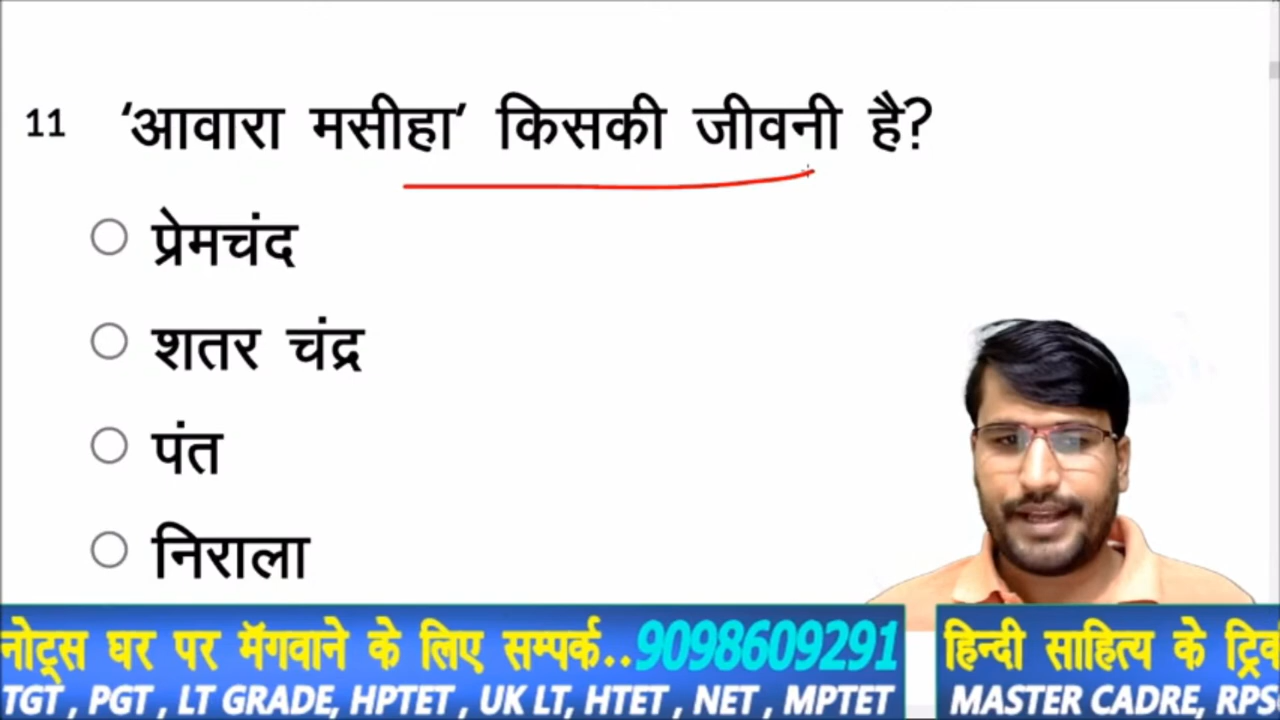 11 ‘आवारा मसीहा’ किसकी जीवनी है?
प्रेमचंद
शतर चंद्र
पंत
निराला
नोट्स घर पर मॅगवाने के लिए सम्पर्क..9098609291
हिन्दी साहित्य के
TGT , PGT , LT GRADE, HPTET , UK LT, HTET , NET , MPTET
MASTER CADRE, RPS